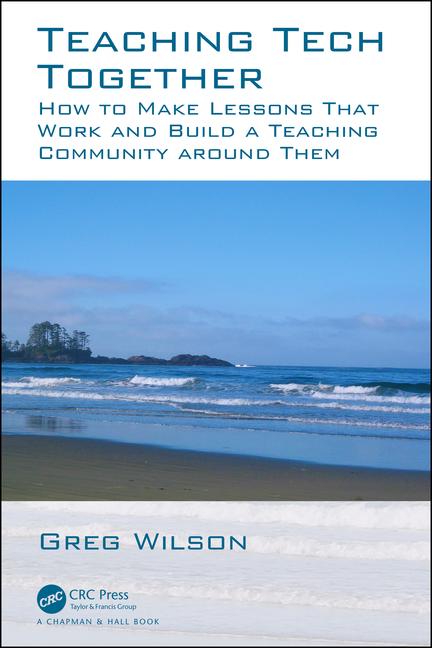 Teaching Tech
Together
How to Make Lessons That
Work and Build a Teaching
Community around Them
Greg Wilson
CRC
CRC Press
Taylor & Francis Group
A CHAPMAN & HALL BOOK